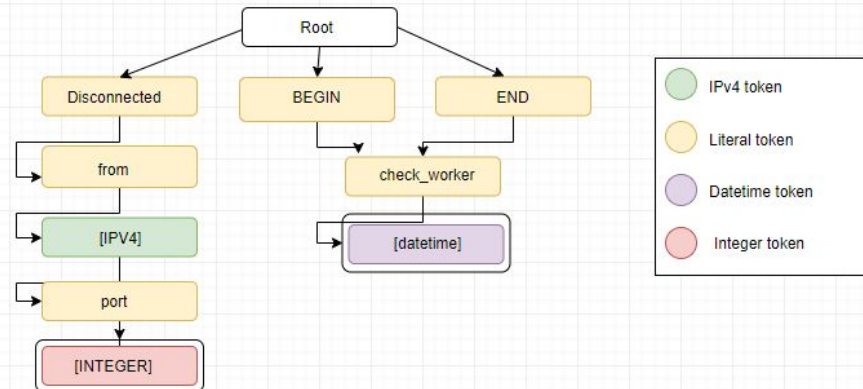 Root
Disconnected
BEGIN
END
from
check_worker
[IPV4]
[datetime]
port
[INTEGER]
IPv4 token
Literal token
Datetime token
Integer token